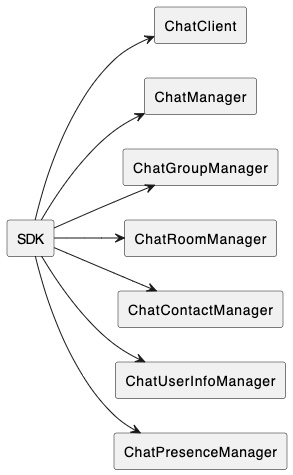 ChatClient
ChatManager
ChatGroupManager
SDK
ChatRoomManager
ChatContactManager
ChatUserInfoManager
ChatPresenceManager